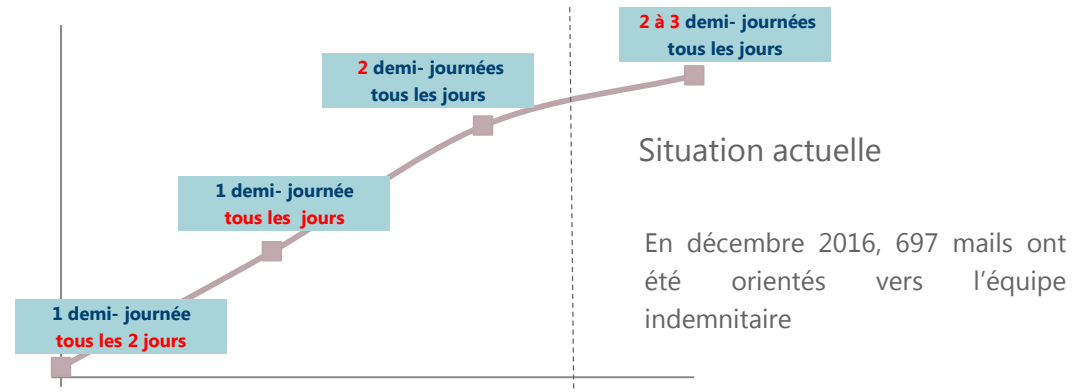 2 à 3 demi- journées
tous les jours
2 demi- journées
tous les jours
Situation actuelle
1 demi- journée
tous les jours
En décembre 2016, 697 mails ont
été orientés vers l’équipe
indemnitaire
1 demi- journée
tous les 2 jours